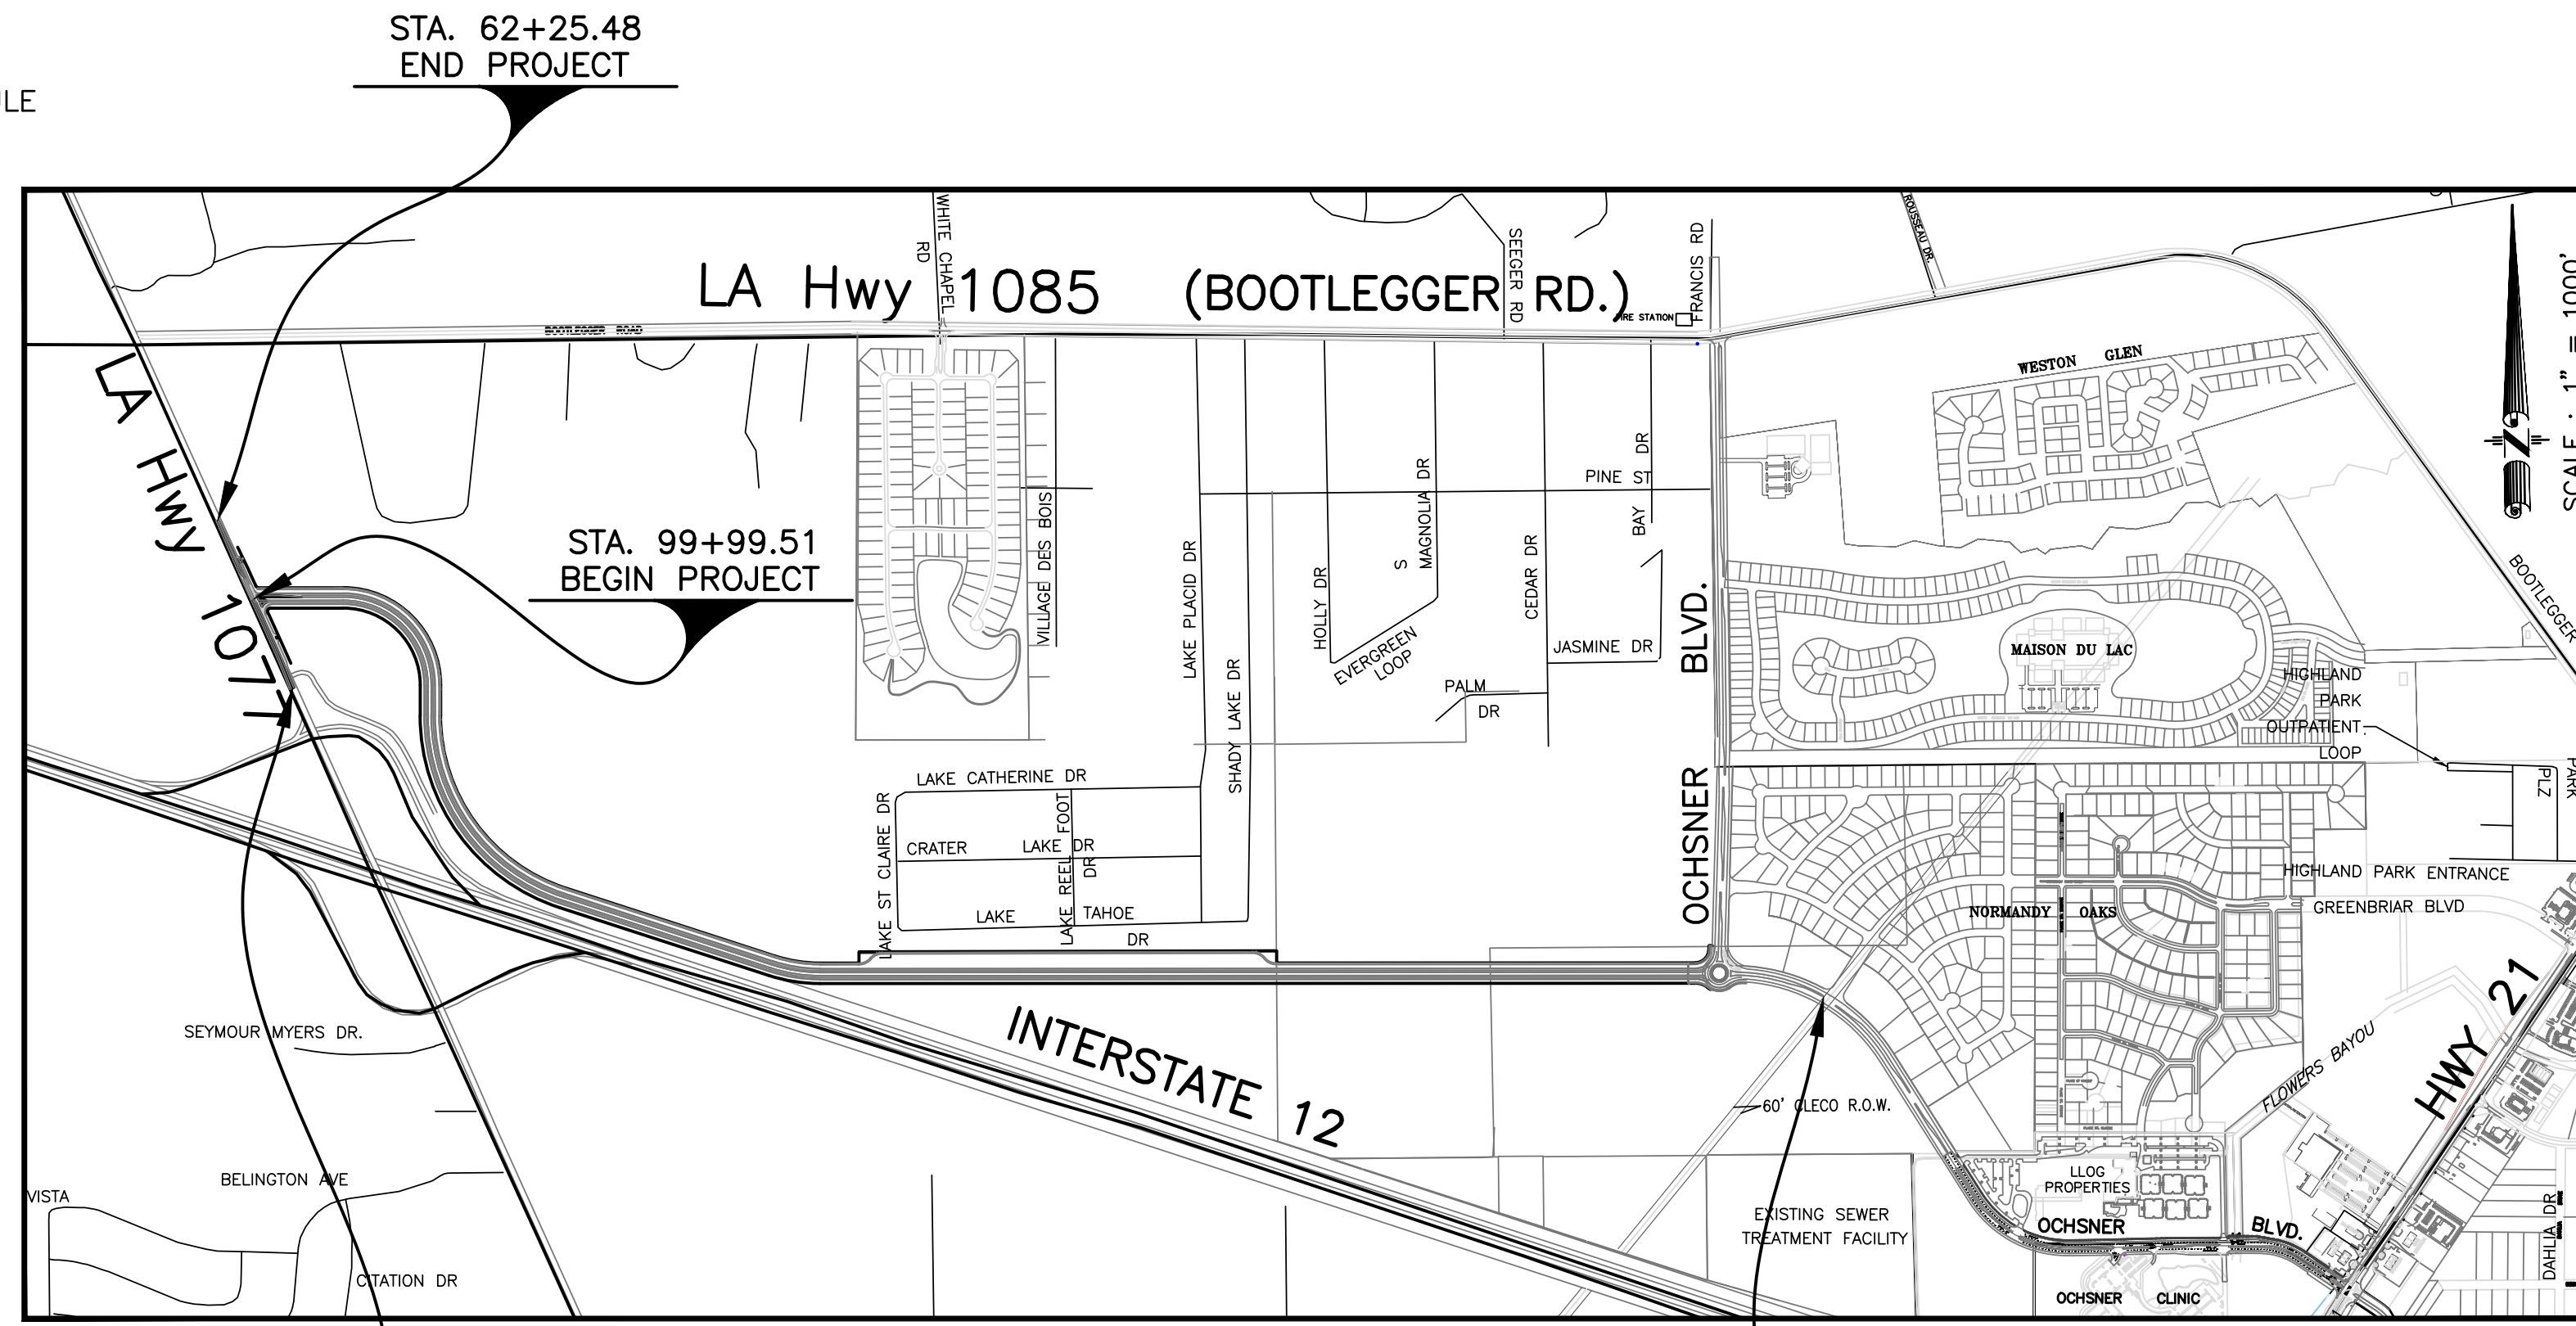 STA. 62+25.48
END PROJECT
LE
WHITE CHAPEL
RD
SEEGER RD
FRANCIS RD
ROUSSEAU DR.
LA Hwy 1085 (BOOTLEGGER RD.)
FIRE STATION
BOOTLEGGER ROAD
SCALE : 1" = 1000'
LA Hwy 1077
STA. 99+99.51
BEGIN PROJECT
VILLAGE DES BOIS
LAKE PLACID DR
SHADY LAKE DR
HOLLY DR
S MAGNOLIA DR
EVERGREEN
LOOP
CEDAR DR
PINE ST
BAY DR
JASMINE DR
PALM
DR
OCHSNER BLVD.
WESTON GLEN
MAISON DU LAC
BOOTLEGGER
HIGHLAND
PARK
OUTPATIENT
LOOP
PLZ
PARK
LAKE CATHERINE DR
LAKE ST CLAIRE DR
CRATER LAKE DR
LAKE REEL FOOT
DR
LAKE TAHOE
DR
HIGHLAND PARK ENTRANCE
GREENBRIAR BLVD
NORMANDY OAKS
INTERSTATE 12
SEYMOUR MYERS DR.
BELINGTON AVE
VISTA
CITATION DR
60' CLECO R.O.W.
FLOWERS BAYOU
HWY 21
EXISTING SEWER
TREATMENT FACILITY
LLOG
PROPERTIES
OCHSNER BLVD.
OCHSNER CLINIC
DAHLIA DR